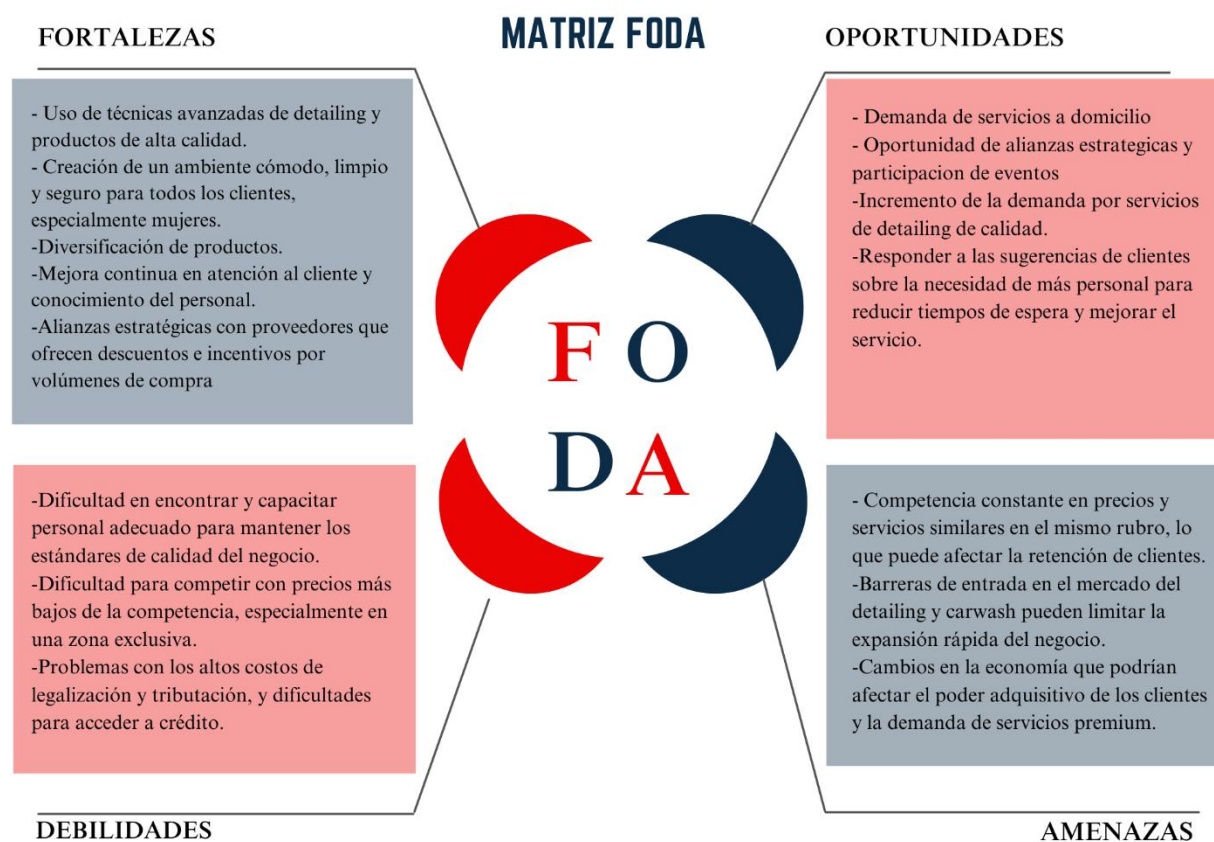 MATRIZ FODA
FORTALEZAS
- Uso de técnicas avanzadas de detailing y
productos de alta calidad.
- Creación de un ambiente cómodo, limpio
y seguro para todos los clientes,
especialmente mujeres.
-Diversificación de productos.
-Mejora continua en atención al cliente y
conocimiento del personal.
-Alianzas estratégicas con proveedores que
ofrecen descuentos e incentivos por
volúmenes de compra
OPORTUNIDADES
- Demanda de servicios a domicilio
- Oportunidad de alianzas estrategicas y
participacion de eventos
-Incremento de la demanda por servicios
de detailing de calidad.
-Responder a las sugerencias de clientes
sobre la necesidad de más personal para
reducir tiempos de espera y mejorar el
servicio.
F O
D A
-Dificultad en encontrar y capacitar
personal adecuado para mantener los
estándares de calidad del negocio.
-Dificultad para competir con precios más
bajos de la competencia, especialmente en
una zona exclusiva.
-Problemas con los altos costos de
legalización y tributación, y dificultades
para acceder a crédito.
DEBILIDADES
- Competencia constante en precios y
servicios similares en el mismo rubro, lo
que puede afectar la retención de clientes.
-Barreras de entrada en el mercado del
detailing y carwash pueden limitar la
expansión rápida del negocio.
-Cambios en la economía que podrían
afectar el poder adquisitivo de los clientes
y la demanda de servicios premium.
AMENAZAS